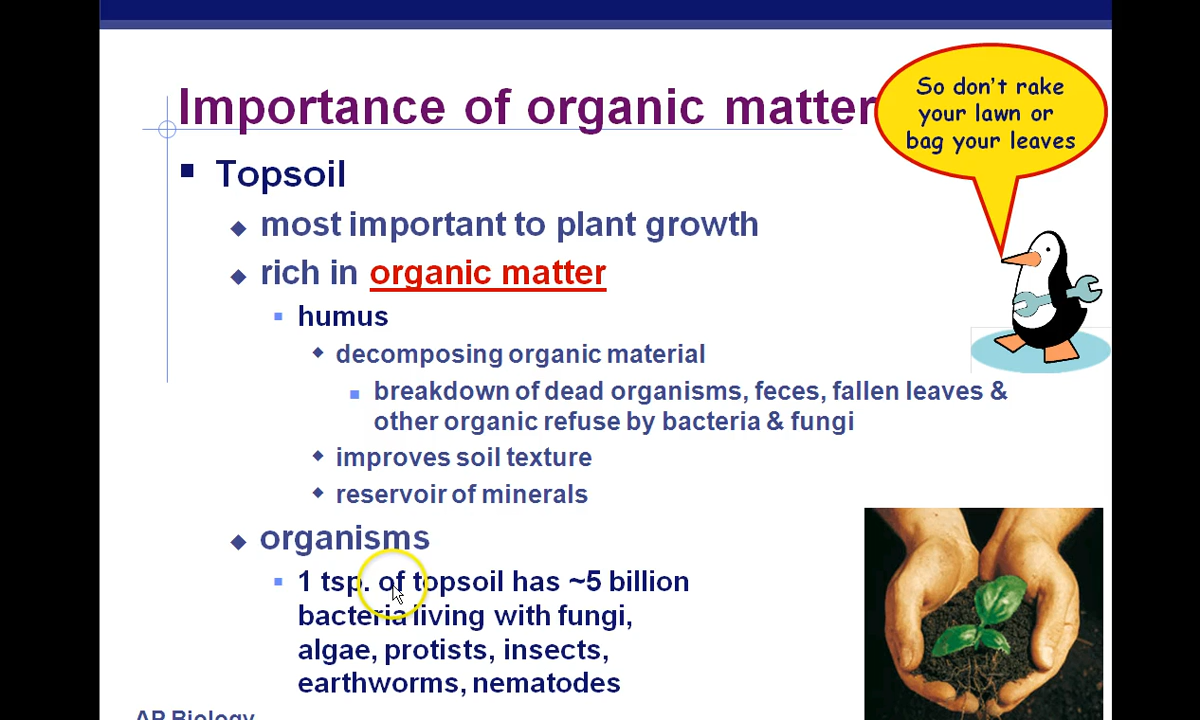 So don't rake
your lawn or
bag your leaves
Importance of organic matter
Topsoil
most important to plant growth
rich in organic matter
humus
decomposing organic material
breakdown of dead organisms, feces, fallen leaves &
other organic refuse by bacteria & fungi
improves soil texture
reservoir of minerals
organisms
1 tsp. of topsoil has ~5 billion
bacteria living with fungi,
algae, protists, insects,
earthworms, nematodes
AP Biology